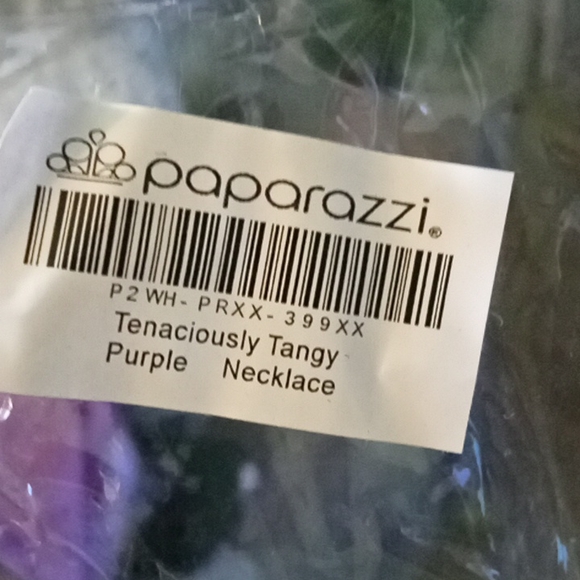 paparazzi®
P2WH-PRXX-399XX
Tenaciously Tangy
Purple Necklace